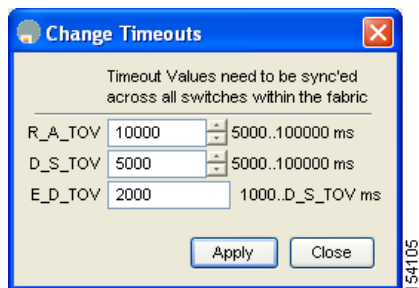 Change Timeouts
Timeout Values need to be sync'ed
across all switches within the fabric
R_A_TOV 10000 5000..100000 ms
D_S_TOV 5000 5000..100000 ms
E_D_TOV 2000 1000..D_S_TOV ms
Apply Close
154105